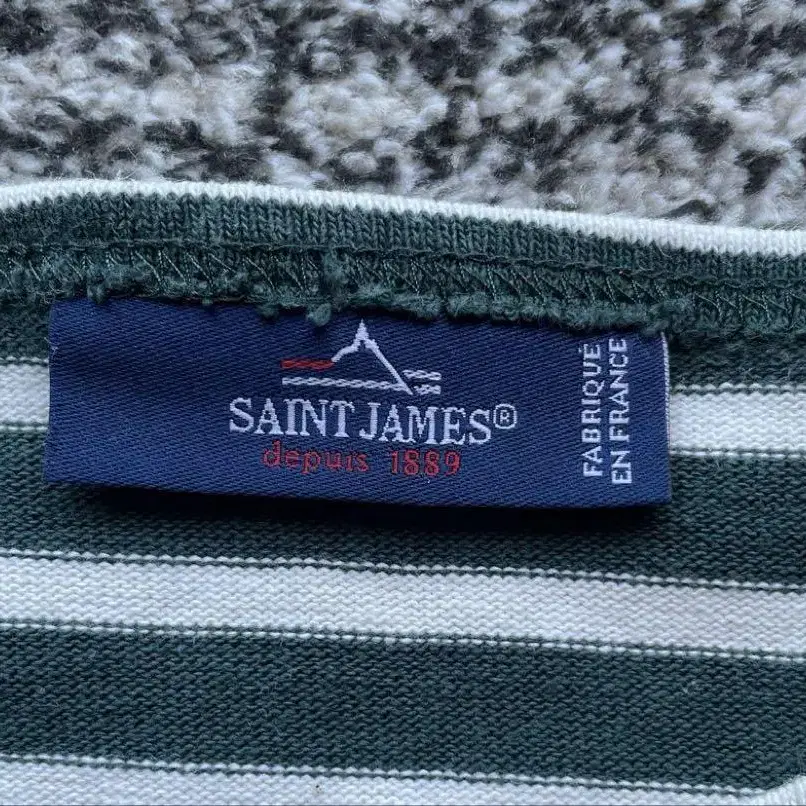 SAINT JAMES®
depuis 1889
FABRIQUÉ
EN FRANCE